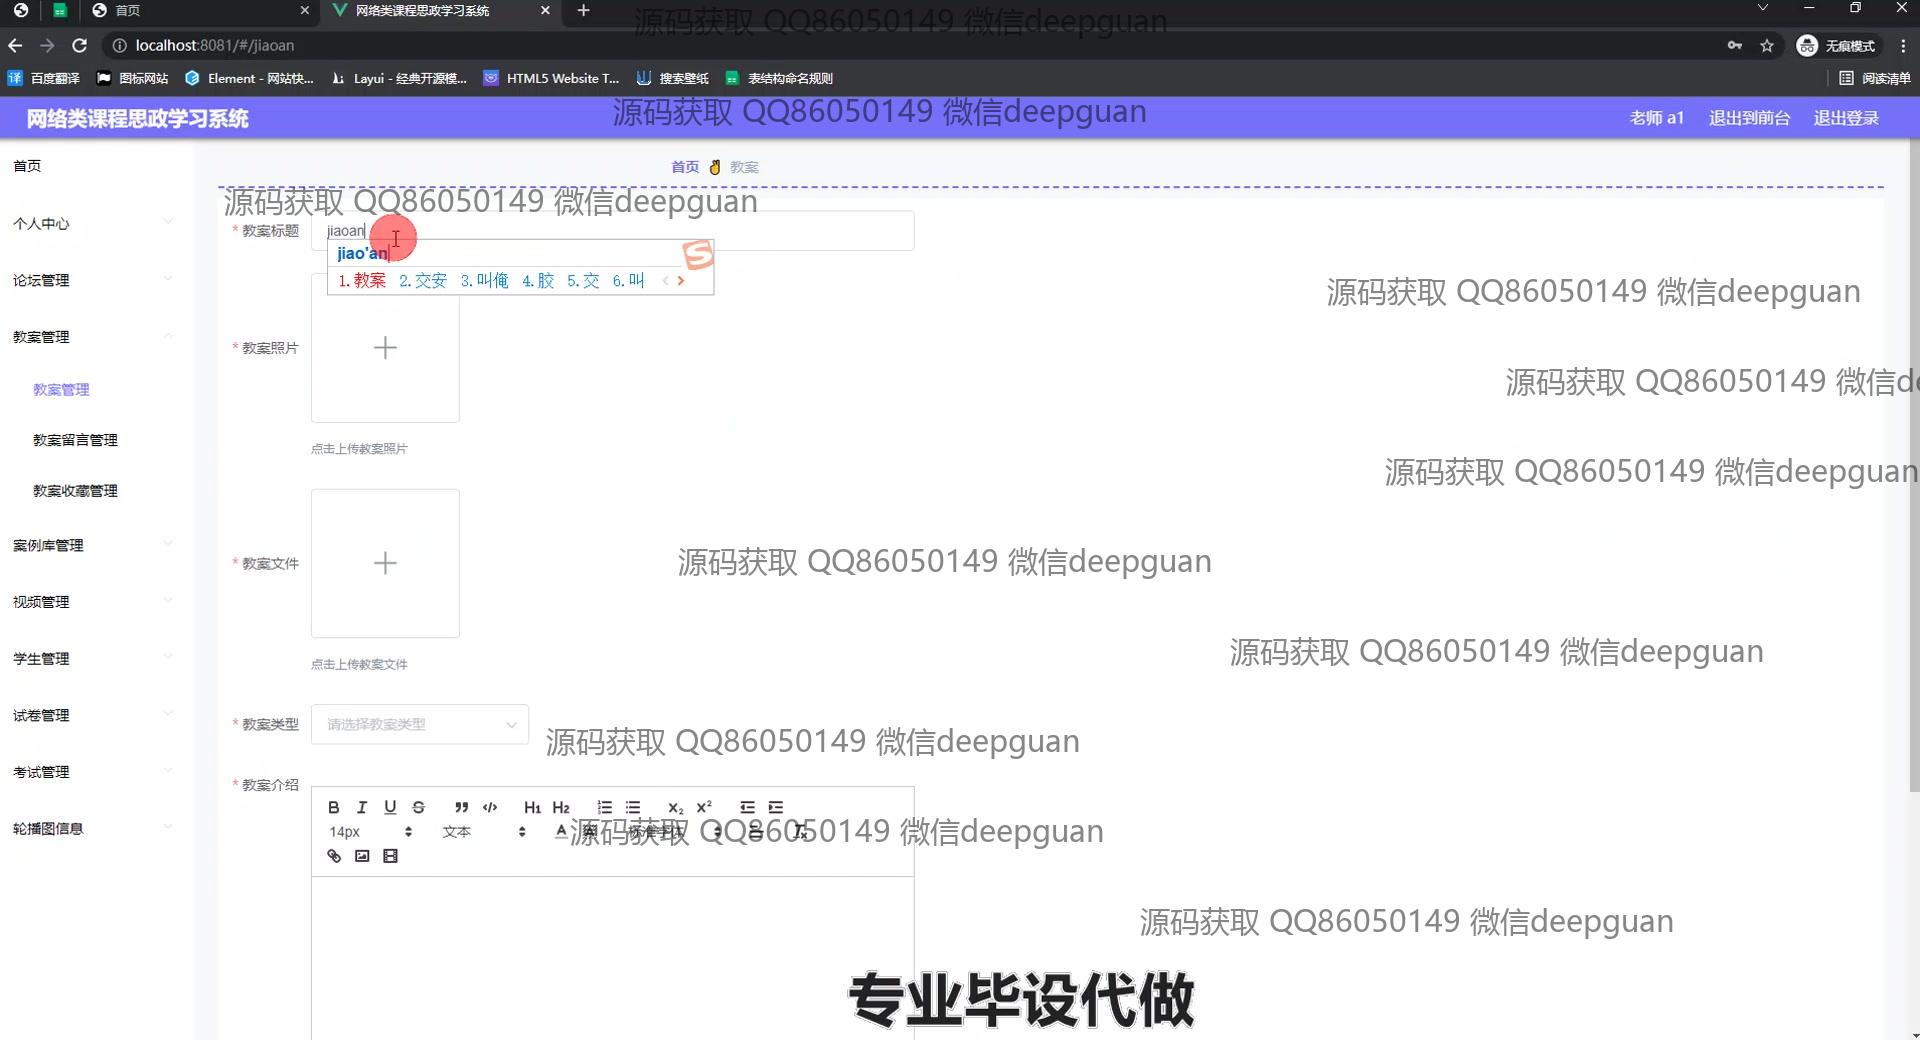 首页
网络类课程思政学习系统
源码获取 QQ86050149 微信deepguan
localhost:8081/#/jiaoan
无痕模式
百度翻译
图标网站
Element - 网站快...
Layui - 经典开源模...
HTML5 Website T...
搜索壁纸
表结构命名规则
阅读清单
网络类课程思政学习系统
源码获取 QQ86050149 微信deepguan
老师 a1
退出到前台
退出登录
首页
首页
教案
源码获取 QQ86050149 微信deepguan
个人中心
* 教案标题
jiaoan
jiao'an
1.教案 2.交安 3.叫俺 4.胶 5.交 6.叫
论坛管理
源码获取 QQ86050149 微信deepguan
教案管理
* 教案照片
教案管理
源码获取 QQ86050149 微信de
教案留言管理
点击上传教案照片
源码获取 QQ86050149 微信deepguan
教案收藏管理
案例库管理
* 教案文件
源码获取 QQ86050149 微信deepguan
视频管理
学生管理
点击上传教案文件
源码获取 QQ86050149 微信deepguan
试卷管理
* 教案类型
请选择教案类型
源码获取 QQ86050149 微信deepguan
考试管理
* 教案介绍
B I U S H1 H2 X2 X2
轮播图信息
14px
文本
标准字体
源码获取 QQ86050149 微信deepguan
源码获取 QQ86050149 微信deepguan
专业毕设代做